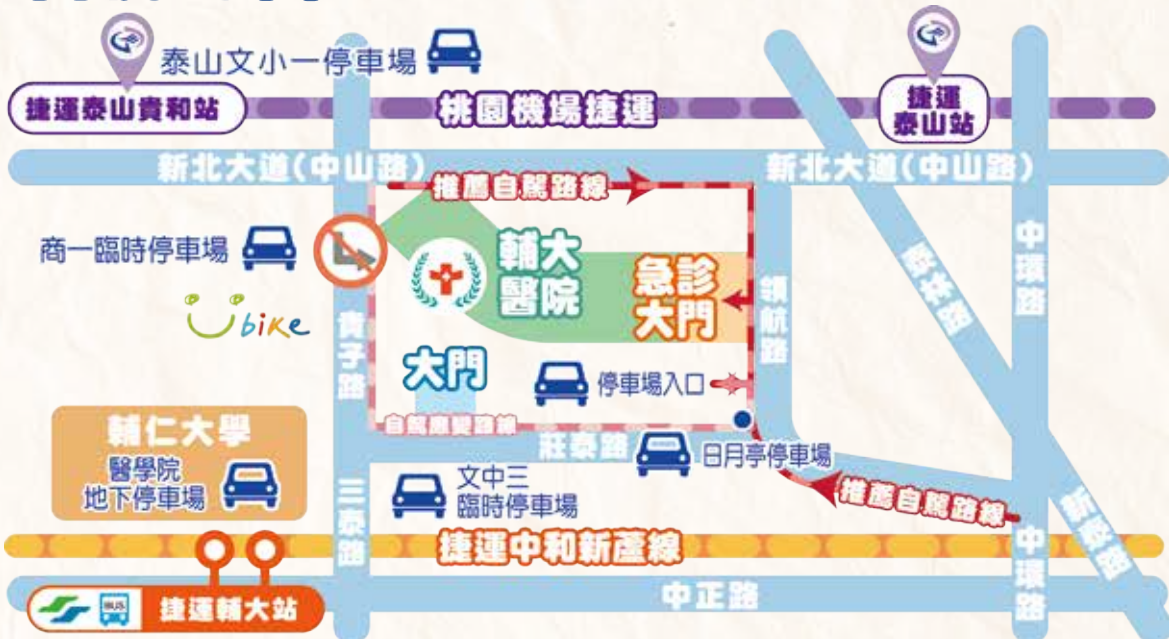 泰山文小一停車場
捷運泰山貴和站
桃園機場捷運
捷運
泰山站
新北大道(中山路)
推薦自駕路線
新北大道(中山路)
商一臨時停車場
輔大
醫院
急診
大門
領航路
泰林路
中環路
Ubike
貴子路
大門
停車場入口
自駕應變路線
莊泰路
日月亭停車場
輔仁大學
醫學院
地下停車場
文中三
臨時停車場
推薦自駕路線
三泰路
捷運中和新蘆線
中環路
新泰路
中正路
BUS
捷運輔大站